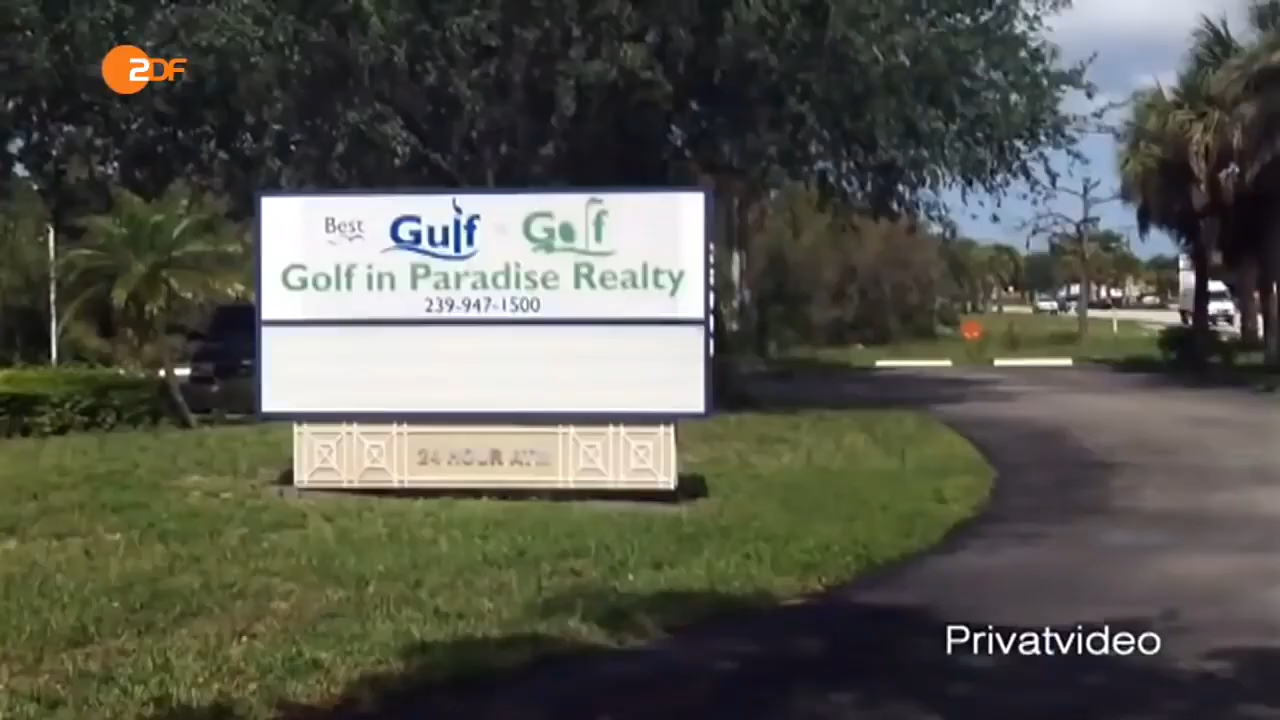 2DF
Best Gulf Golf
Golf in Paradise Realty
239-947-1500
24 HOUR ATM
Privatvideo